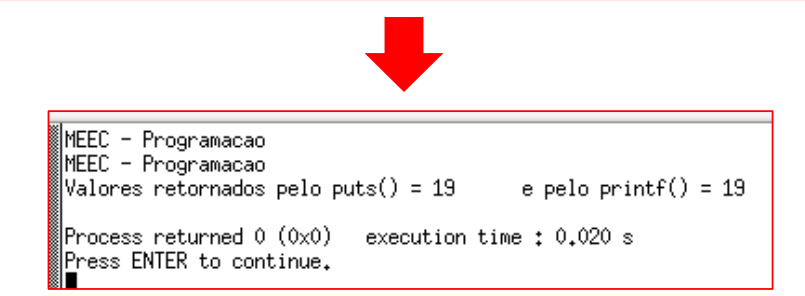 MEEC - Programacao
MEEC - Programacao
Valores retornados pelo puts() = 19 e pelo printf() = 19
Process returned 0 (0x0) execution time : 0.020 s
Press ENTER to continue.